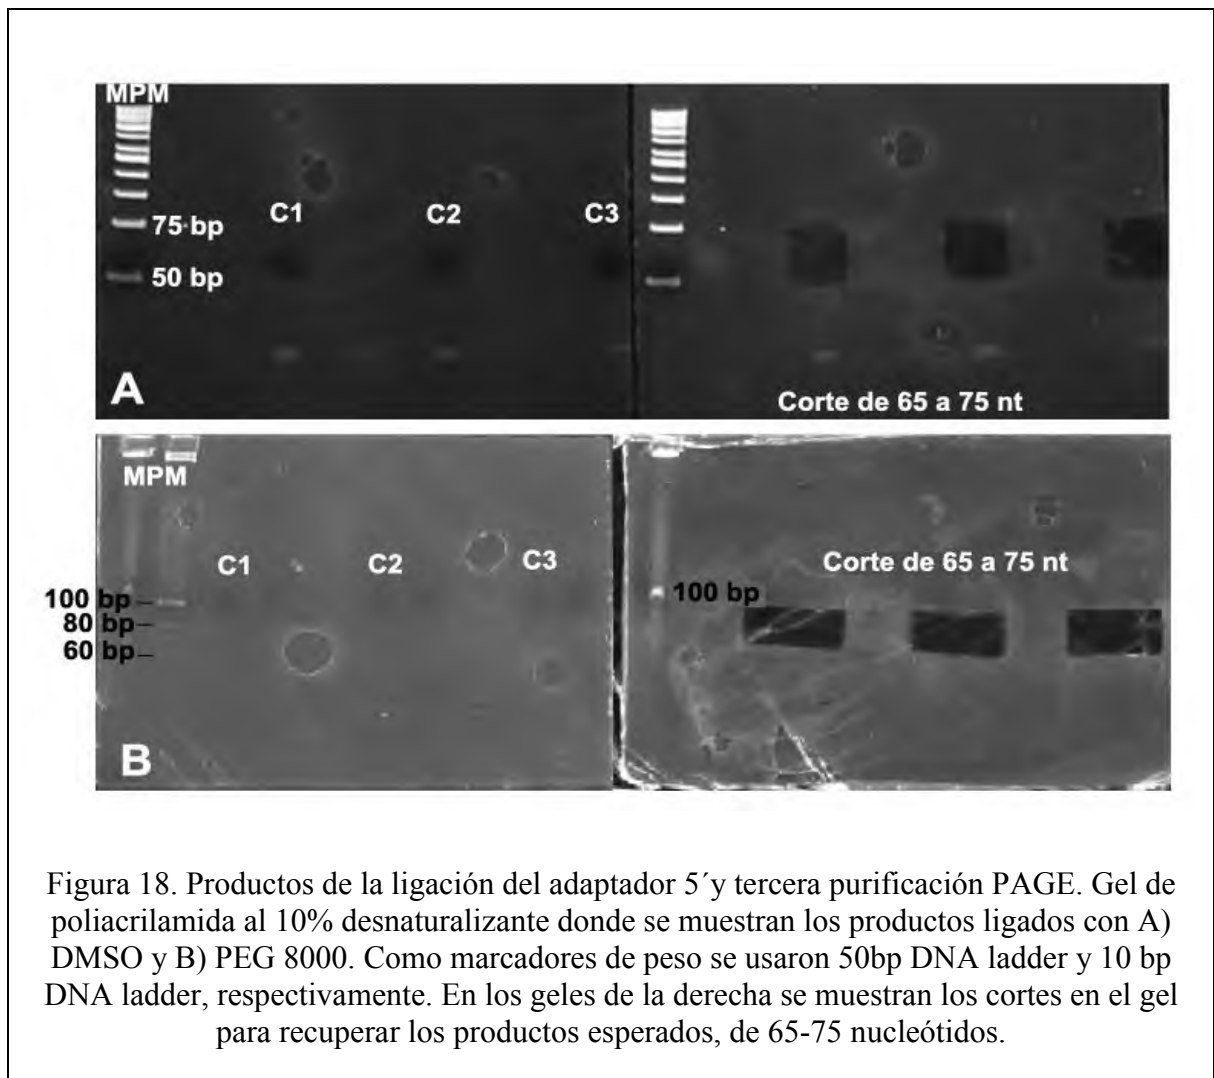 MPM
C1
C2
C3
75 bp
50 bp
A
Corte de 65 a 75 nt
MPM
C1
C2
C3
Corte de 65 a 75 nt
100 bp
100 bp
80 bp
60 bp
B
Figura 18. Productos de la ligación del adaptador 5´y tercera purificación PAGE. Gel de
poliacrilamida al 10% desnaturalizante donde se muestran los productos ligados con A)
DMSO y B) PEG 8000. Como marcadores de peso se usaron 50bp DNA ladder y 10 bp
DNA ladder, respectivamente. En los geles de la derecha se muestran los cortes en el gel
para recuperar los productos esperados, de 65-75 nucleótidos.